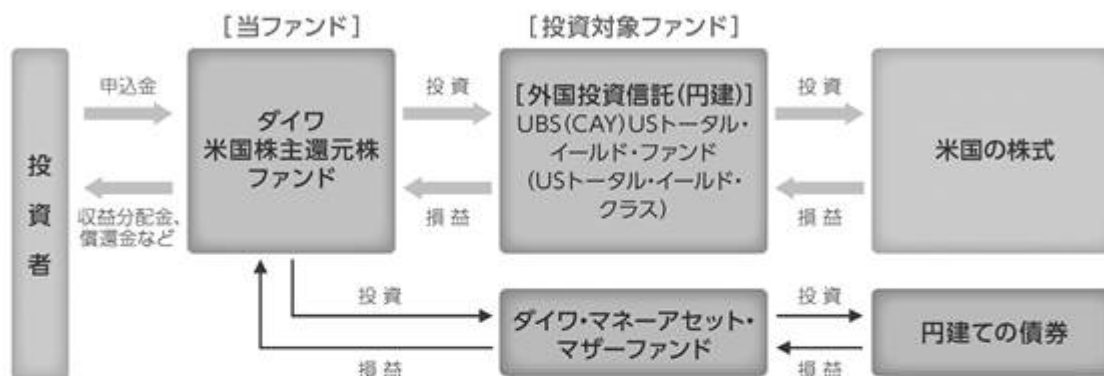 [当ファンド]
[投資対象ファンド]
投資者
申込金
収益分配金、
償還金など
ダイワ
米国株主還元株
ファンド
投資
損益
[外国投資信託(円建)]
UBS(CAY)USトータル・
イールド・ファンド
(USトータル・イールド・
クラス)
投資
損益
米国の株式
投資
損益
ダイワ・マネーアセット・
マザーファンド
投資
損益
円建ての債券